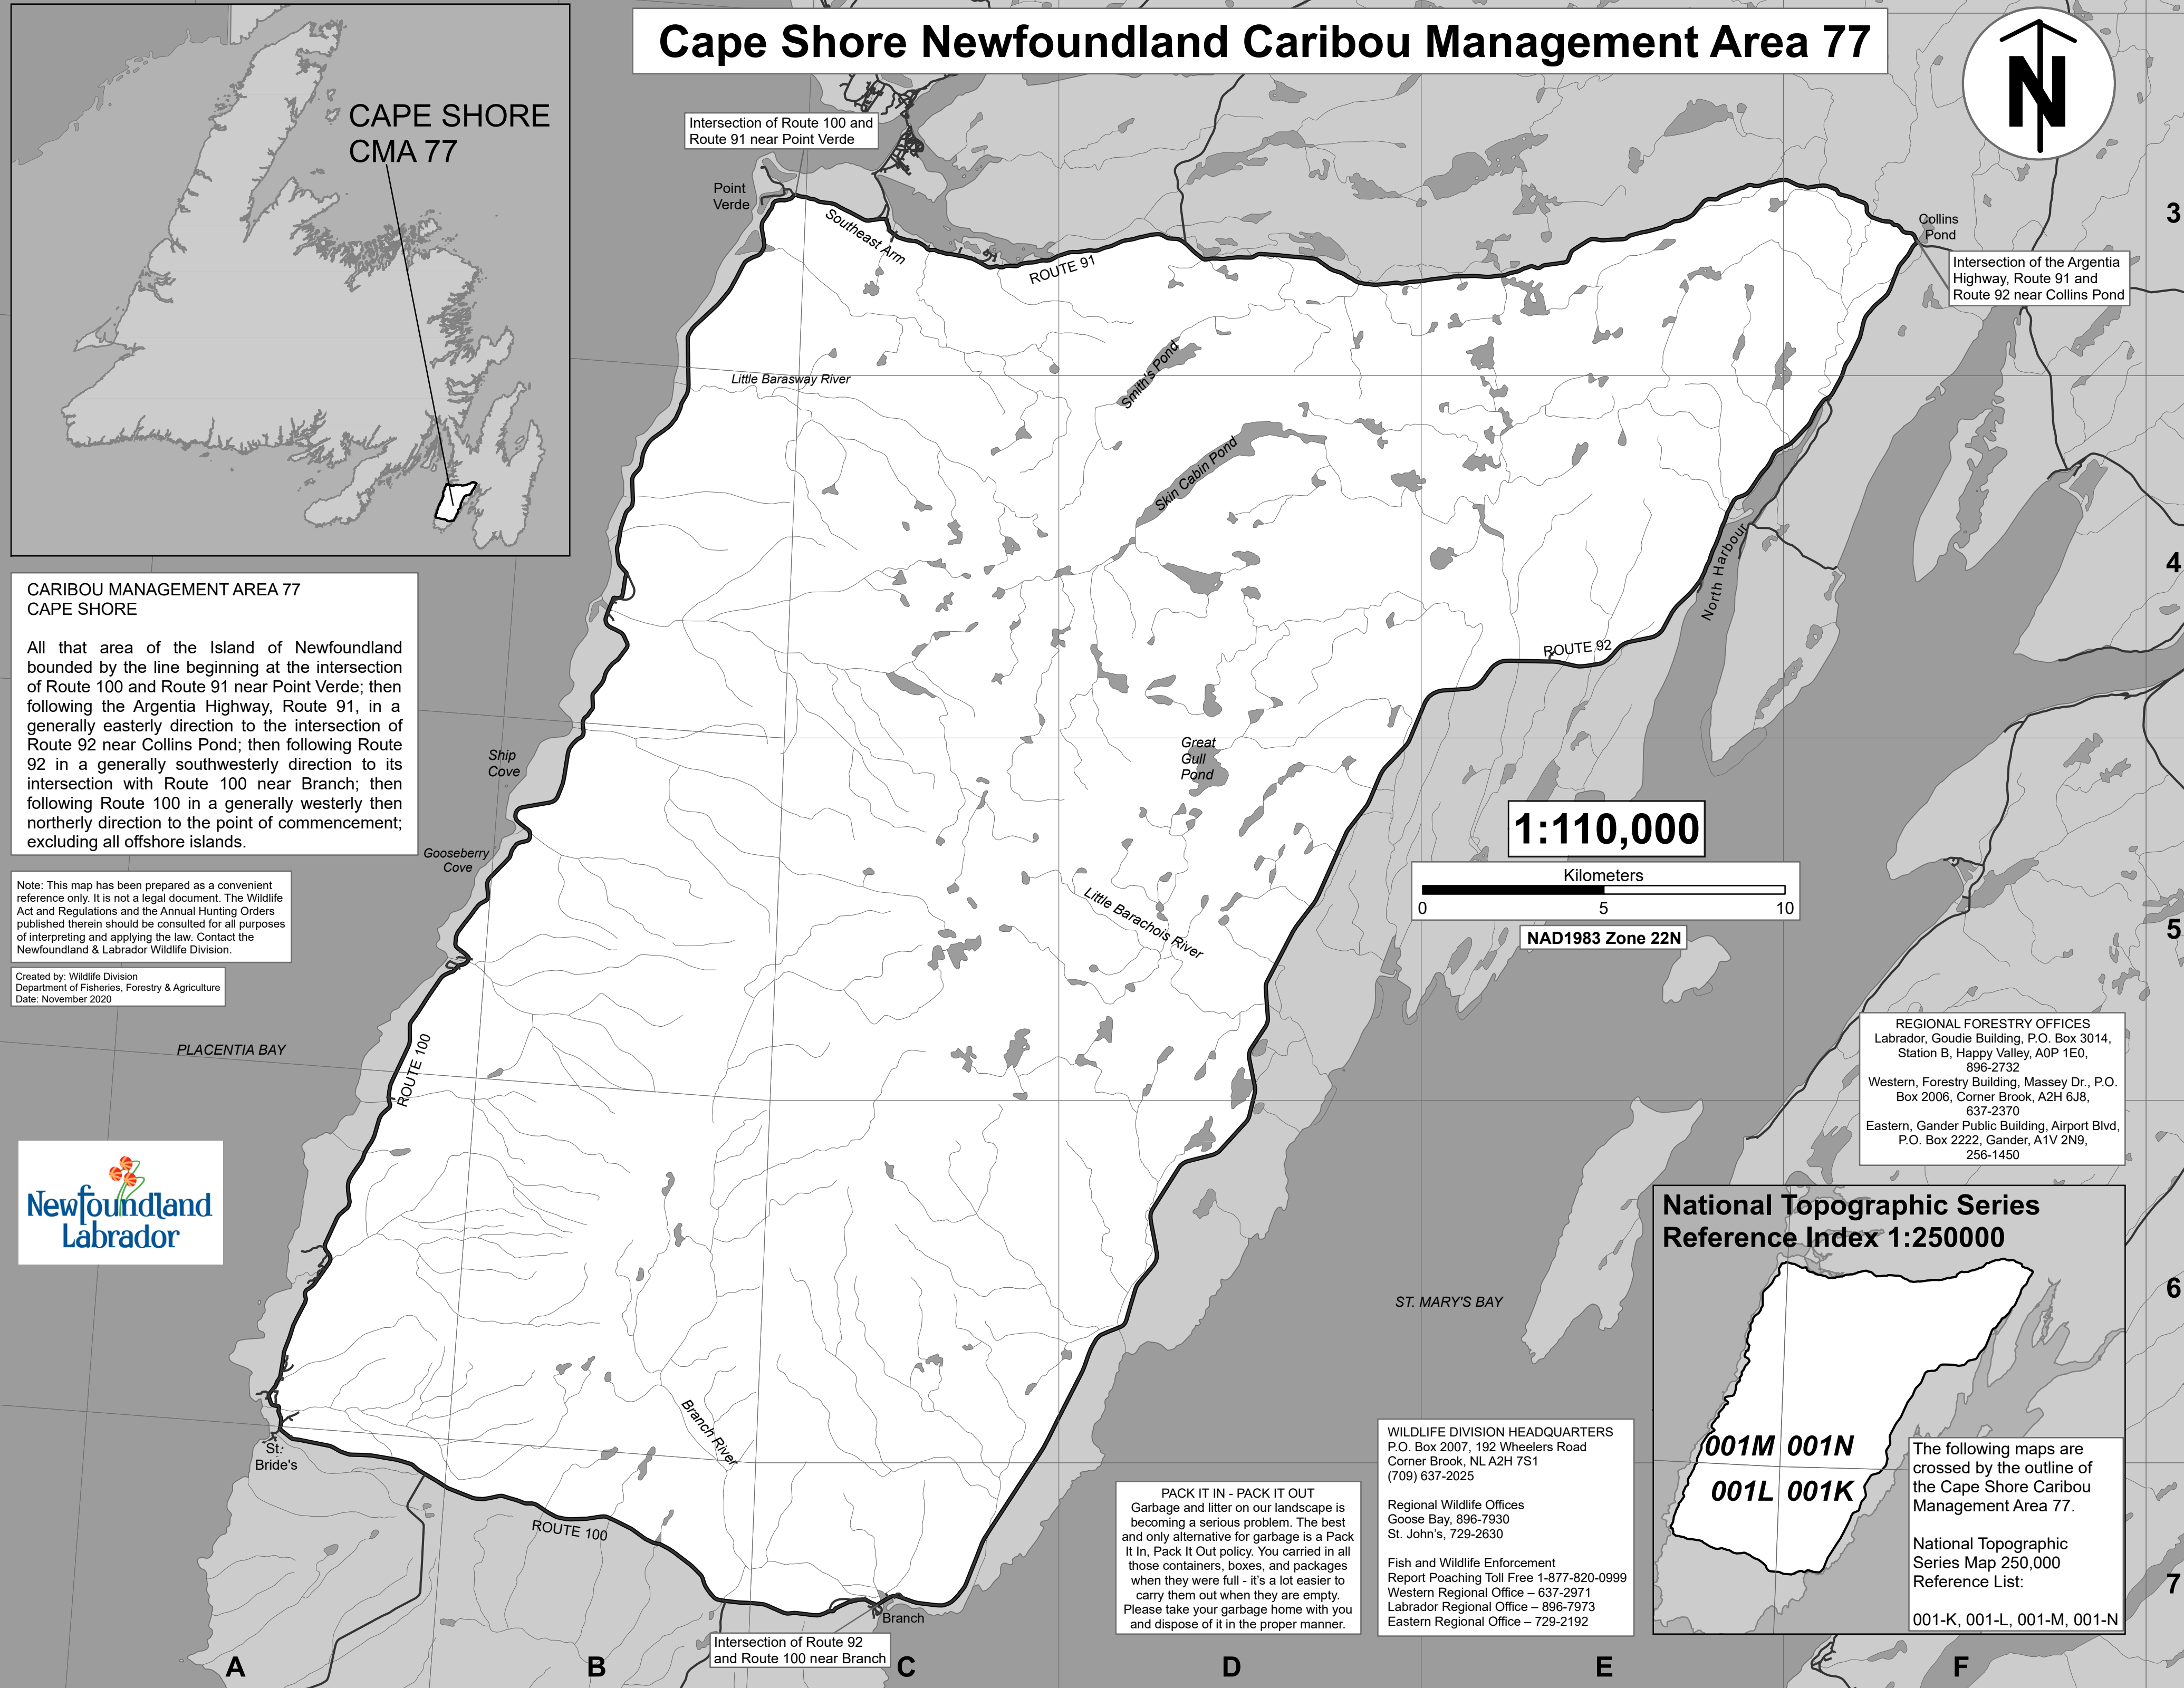 Cape Shore Newfoundland Caribou Management Area 77
N
CAPE SHORE
CMA 77
Intersection of Route 100 and
Route 91 near Point Verde
Point
Verde
Southeast Arm
ROUTE 91
Collins
Pond
3
Intersection of the Argentia
Highway, Route 91 and
Route 92 near Collins Pond
Little Barasway River
Smith's Pond
Skin Cabin Pond
North Harbour
4
ROUTE 92
CARIBOU MANAGEMENT AREA 77
CAPE SHORE
All that area of the Island of Newfoundland
bounded by the line beginning at the intersection
of Route 100 and Route 91 near Point Verde; then
following the Argentia Highway, Route 91, in a
generally easterly direction to the intersection of
Route 92 near Collins Pond; then following Route
92 in a generally southwesterly direction to its
intersection with Route 100 near Branch; then
following Route 100 in a generally westerly then
northerly direction to the point of commencement;
excluding all offshore islands.
Ship
Cove
Great
Gull
Pond
Gooseberry
Cove
1:110,000
Kilometers
0 5 10
NAD1983 Zone 22N
Little Barachois River
5
Note: This map has been prepared as a convenient
reference only. It is not a legal document. The Wildlife
Act and Regulations and the Annual Hunting Orders
published therein should be consulted for all purposes
of interpreting and applying the law. Contact the
Newfoundland & Labrador Wildlife Division.
Created by: Wildlife Division
Department of Fisheries, Forestry & Agriculture
Date: November 2020
PLACENTIA BAY
ROUTE 100
REGIONAL FORESTRY OFFICES
Labrador, Goudie Building, P.O. Box 3014,
Station B, Happy Valley, A0P 1E0,
896-2732
Western, Forestry Building, Massey Dr., P.O.
Box 2006, Corner Brook, A2H 6J8,
637-2370
Eastern, Gander Public Building, Airport Blvd,
P.O. Box 2222, Gander, A1V 2N9,
256-1450
Newfoundland
Labrador
ST. MARY'S BAY
6
National Topographic Series
Reference Index 1:250000
001M 001N
001L 001K
The following maps are
crossed by the outline of
the Cape Shore Caribou
Management Area 77.
National Topographic
Series Map 250,000
Reference List:
001-K, 001-L, 001-M, 001-N
St.
Bride's
Branch River
ROUTE 100
PACK IT IN - PACK IT OUT
Garbage and litter on our landscape is
becoming a serious problem. The best
and only alternative for garbage is a Pack
It In, Pack It Out policy. You carried in all
those containers, boxes, and packages
when they were full - it's a lot easier to
carry them out when they are empty.
Please take your garbage home with you
and dispose of it in the proper manner.
WILDLIFE DIVISION HEADQUARTERS
P.O. Box 2007, 192 Wheelers Road
Corner Brook, NL A2H 7S1
(709) 637-2025
Regional Wildlife Offices
Goose Bay, 896-7930
St. John's, 729-2630
Fish and Wildlife Enforcement
Report Poaching Toll Free 1-877-820-0999
Western Regional Office – 637-2971
Labrador Regional Office – 896-7973
Eastern Regional Office – 729-2192
7
Branch
Intersection of Route 92
and Route 100 near Branch
A B C D E F